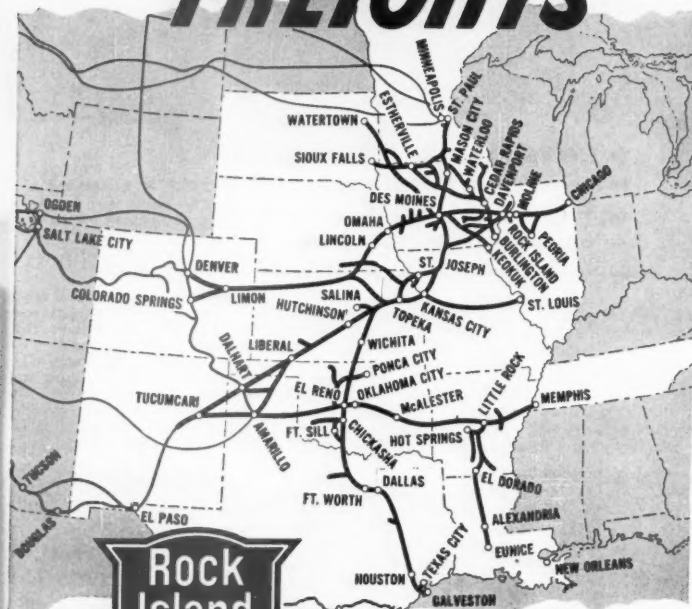 FREIGHTS
MINNEAPOLIS
ST. PAUL
WATERTOWN
ESTHERVILLE
MASON CITY
WATERLOO
SIOUX FALLS
CEDAR RAPIDS
DAVENPORT
MOLINE
CHICAGO
DES MOINES
OGDEN
OMAHA
ROCK ISLAND
PEORIA
SALT LAKE CITY
LINCOLN
BURLINGTON
KEOKUK
DENVER
ST. JOSEPH
COLORADO SPRINGS
LIMON
SALINA
HUTCHINSON
TOPEKA
KANSAS CITY
ST. LOUIS
LIBERAL
WICHITA
DALHART
PONCA CITY
EL RENO
OKLAHOMA CITY
LITTLE ROCK
TUCUMCARI
McALESTER
MEMPHIS
AMARILLO
FT. SILL
CHICKASHA
HOT SPRINGS
TUCSON
DALLAS
EL DORADO
FT. WORTH
DOUGLAS
EL PASO
ALEXANDRIA
EUNICE
TEXAS CITY
NEW ORLEANS
HOUSTON
GALVESTON
Rock
Island